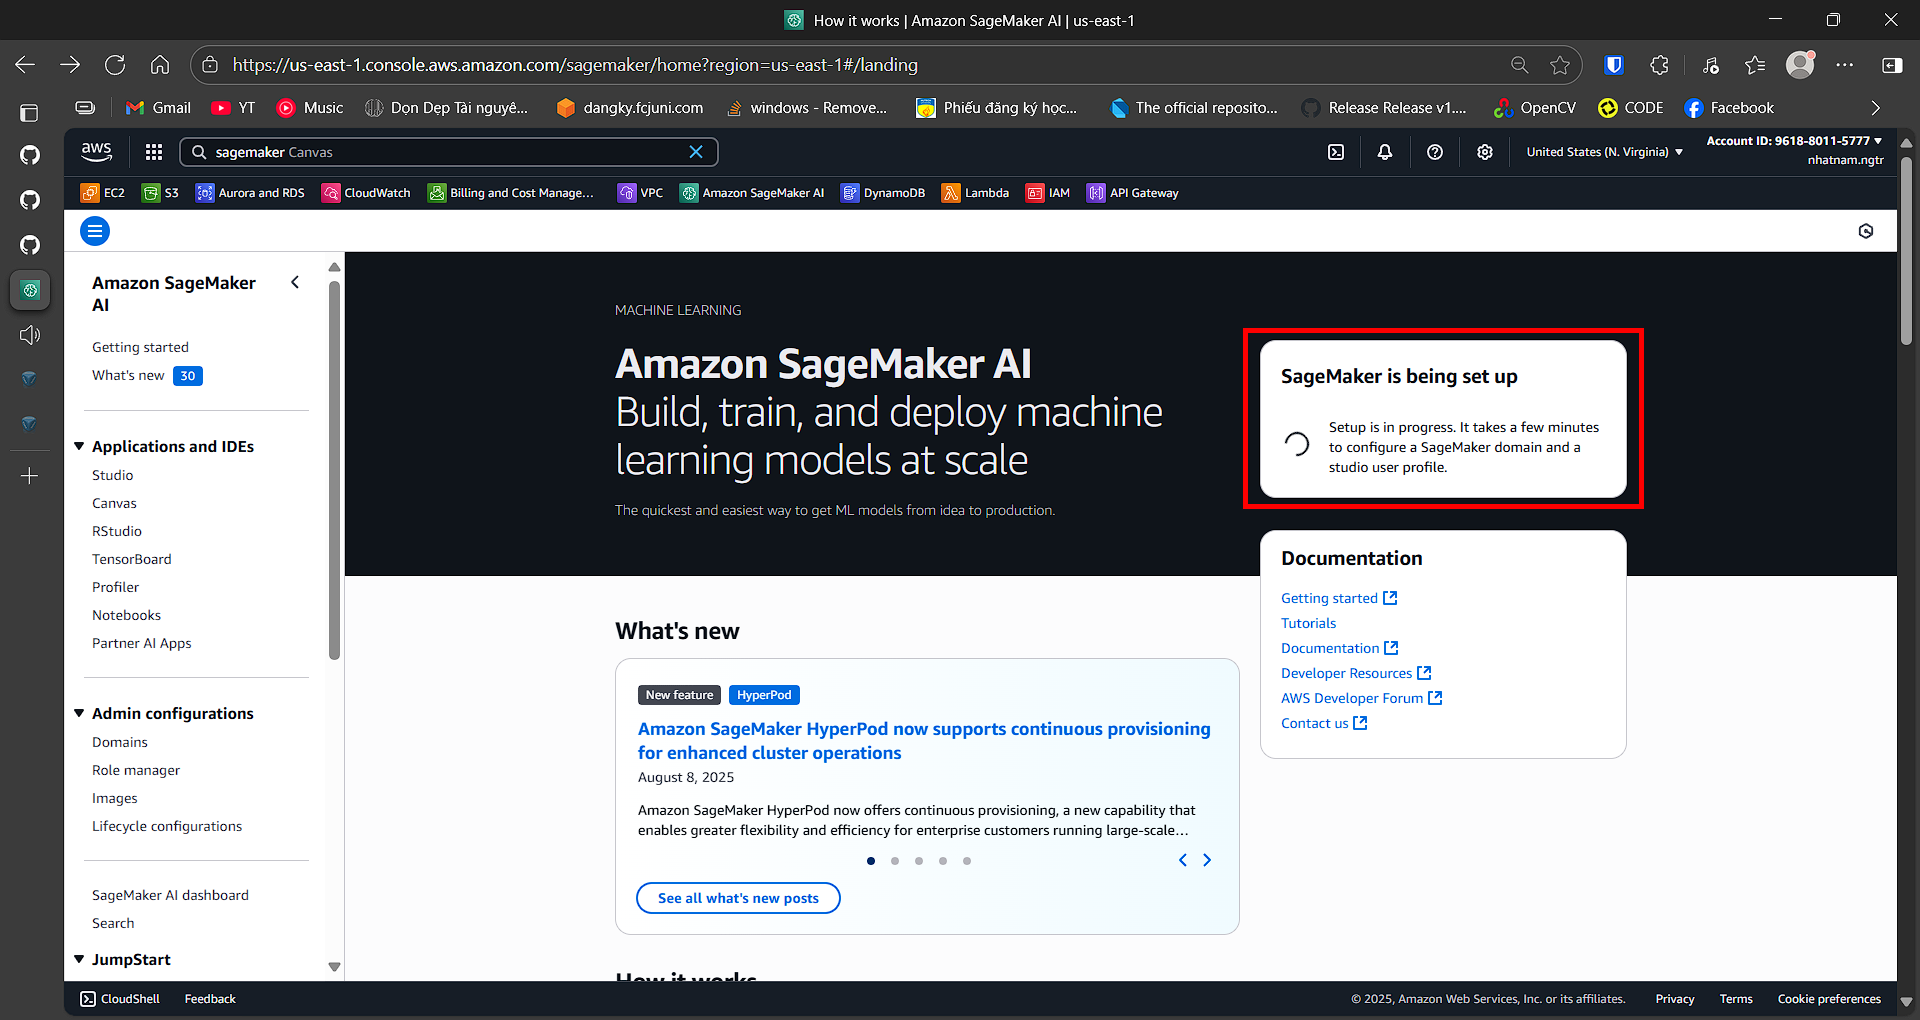 How it works | Amazon SageMaker AI | us-east-1
https://us-east-1.console.aws.amazon.com/sagemaker/home?region=us-east-1#/landing
Gmail
YT
Music
Dọn Dẹp Tài nguyê...
dangky.fcjuni.com
windows - Remove...
Phiếu đăng ký học...
The official reposito...
Release Release v1....
OpenCV
CODE
Facebook
aws
sagemaker Canvas
United States (N. Virginia)
Account ID: 9618-8011-5777
nhatnam.ngtr
EC2
S3
Aurora and RDS
CloudWatch
Billing and Cost Manage...
VPC
Amazon SageMaker AI
DynamoDB
Lambda
IAM
API Gateway
Amazon SageMaker
AI
Getting started
What's new 30
Applications and IDEs
Studio
Canvas
RStudio
TensorBoard
Profiler
Notebooks
Partner AI Apps
Admin configurations
Domains
Role manager
Images
Lifecycle configurations
SageMaker AI dashboard
Search
JumpStart
MACHINE LEARNING
Amazon SageMaker AI
Build, train, and deploy machine
learning models at scale
The quickest and easiest way to get ML models from idea to production.
SageMaker is being set up
Setup is in progress. It takes a few minutes
to configure a SageMaker domain and a
studio user profile.
Documentation
Getting started
Tutorials
Documentation
Developer Resources
AWS Developer Forum
Contact us
What's new
New feature
HyperPod
Amazon SageMaker HyperPod now supports continuous provisioning
for enhanced cluster operations
August 8, 2025
Amazon SageMaker HyperPod now offers continuous provisioning, a new capability that
enables greater flexibility and efficiency for enterprise customers running large-scale...
See all what's new posts
How it works
CloudShell
Feedback
© 2025, Amazon Web Services, Inc. or its affiliates.
Privacy
Terms
Cookie preferences